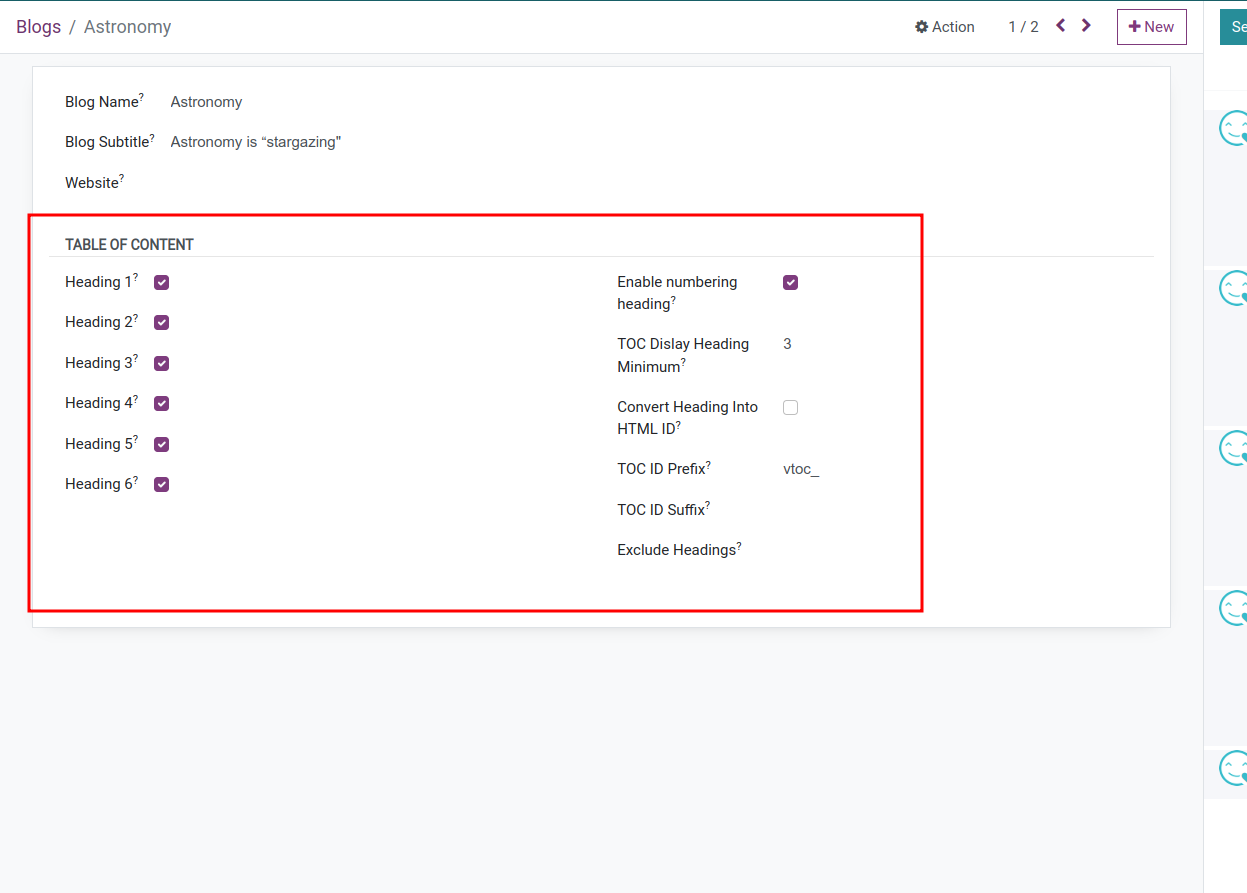 Blogs / Astronomy
Action
1 / 2
New
Se
Blog Name?
Astronomy
Blog Subtitle?
Astronomy is “stargazing"
Website?
TABLE OF CONTENT
Heading 1?
Heading 2?
Heading 3?
Heading 4?
Heading 5?
Heading 6?
Enable numbering
heading?
TOC Dislay Heading
Minimum?
3
Convert Heading Into
HTML ID?
TOC ID Prefix?
vtoc_
TOC ID Suffix?
Exclude Headings?